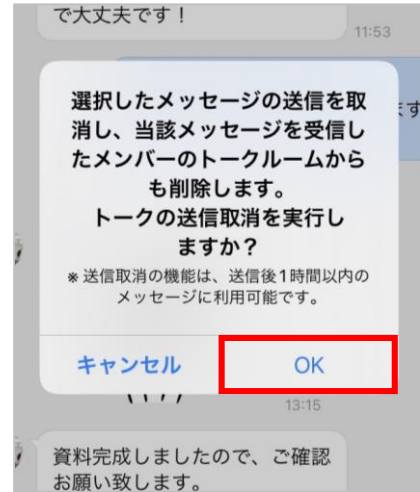 で大丈夫です！
11:53
ます
選択したメッセージの送信を取
消し、当該メッセージを受信し
たメンバーのトークルームから
も削除します。
トークの送信取消を実行し
ますか？
※ 送信取消の機能は、送信後1時間以内の
メッセージに利用可能です。
キャンセル
OK
13:15
資料完成しましたので、ご確認
お願い致します。